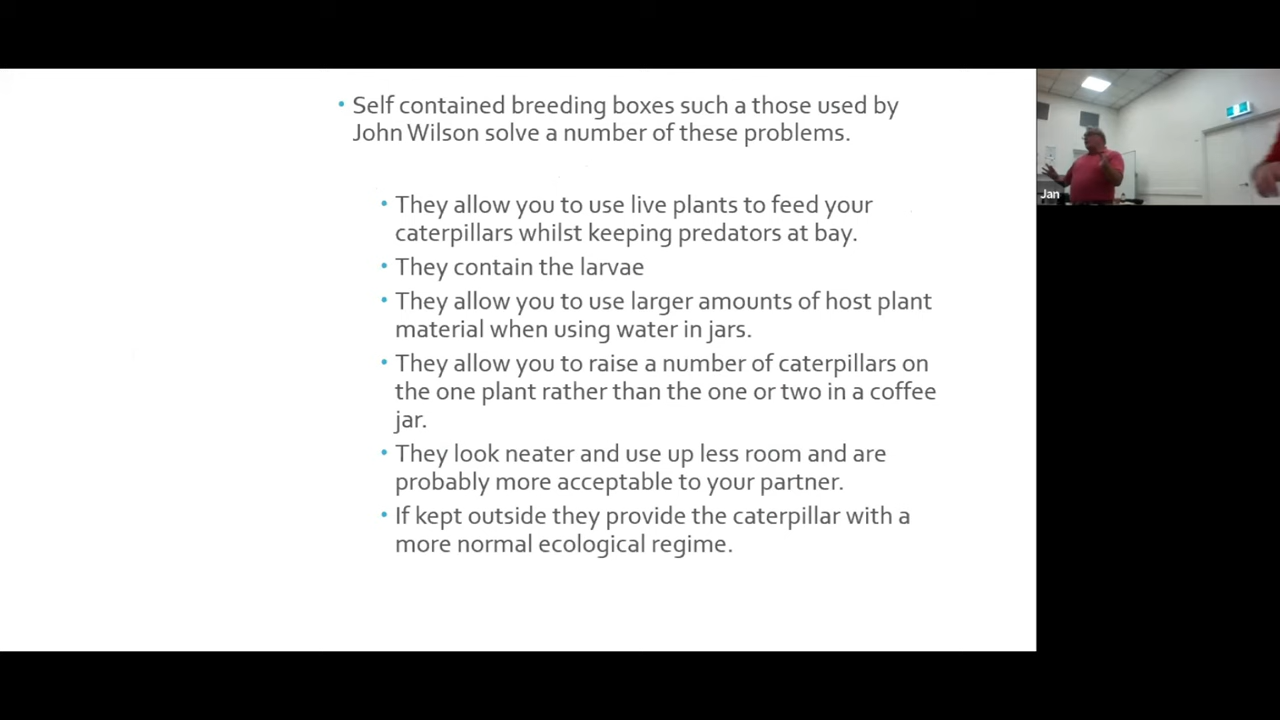 • Self contained breeding boxes such a those used by
John Wilson solve a number of these problems.
• They allow you to use live plants to feed your
caterpillars whilst keeping predators at bay.
• They contain the larvae
• They allow you to use larger amounts of host plant
material when using water in jars.
• They allow you to raise a number of caterpillars on
the one plant rather than the one or two in a coffee
jar.
• They look neater and use up less room and are
probably more acceptable to your partner.
• If kept outside they provide the caterpillar with a
more normal ecological regime.
Jan